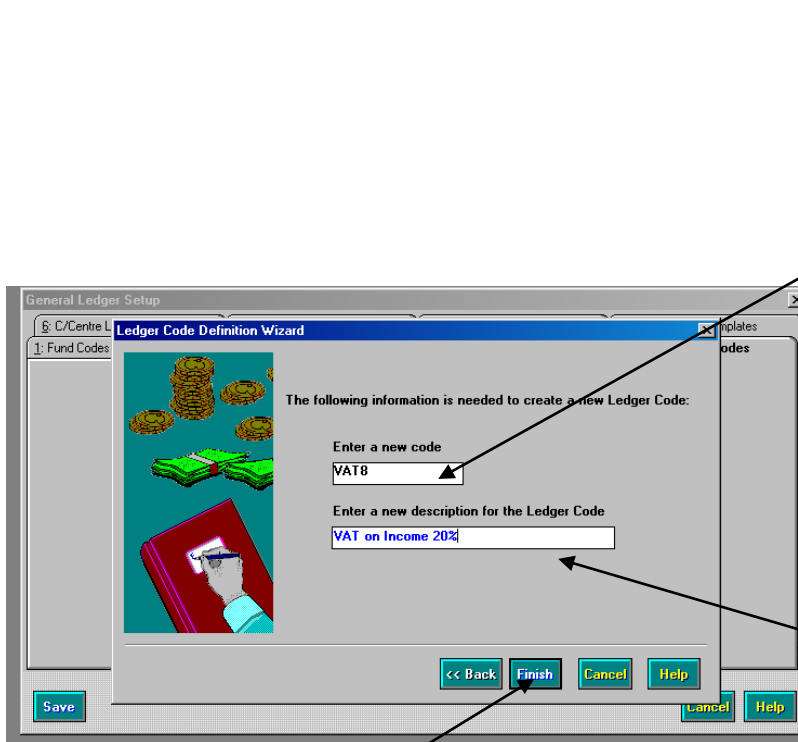 General Ledger Setup
6: C/Centre L
mplates
1: Fund Codes
odes
Ledger Code Definition Wizard
The following information is needed to create a new Ledger Code:
Enter a new code
VAT8
Enter a new description for the Ledger Code
VAT on Income 20%
<< Back Finish Cancel Help
Save Cancel Help